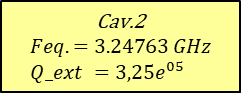 Cav.2
Feq. = 3.24763 GHz
Q_ext = 3,25e⁰⁵